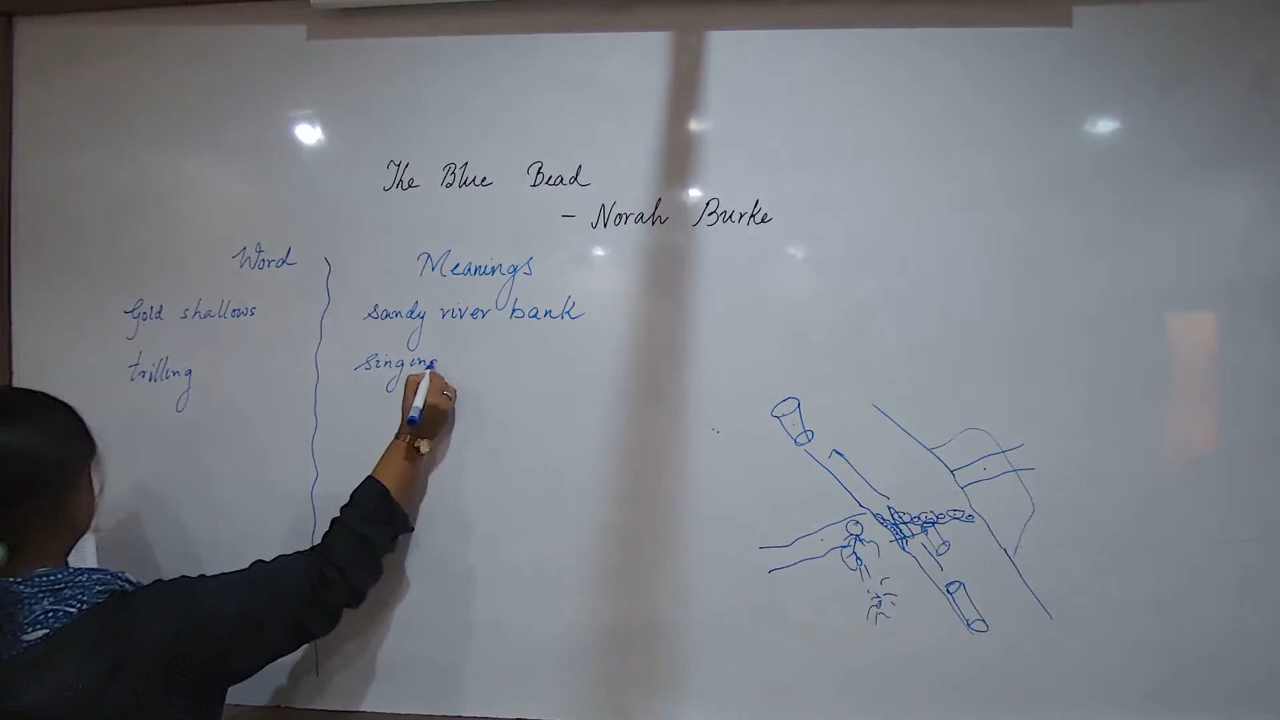 The Blue Bead
- Norah Burke
Word Meanings
Gold shallows sandy river bank
trilling singing